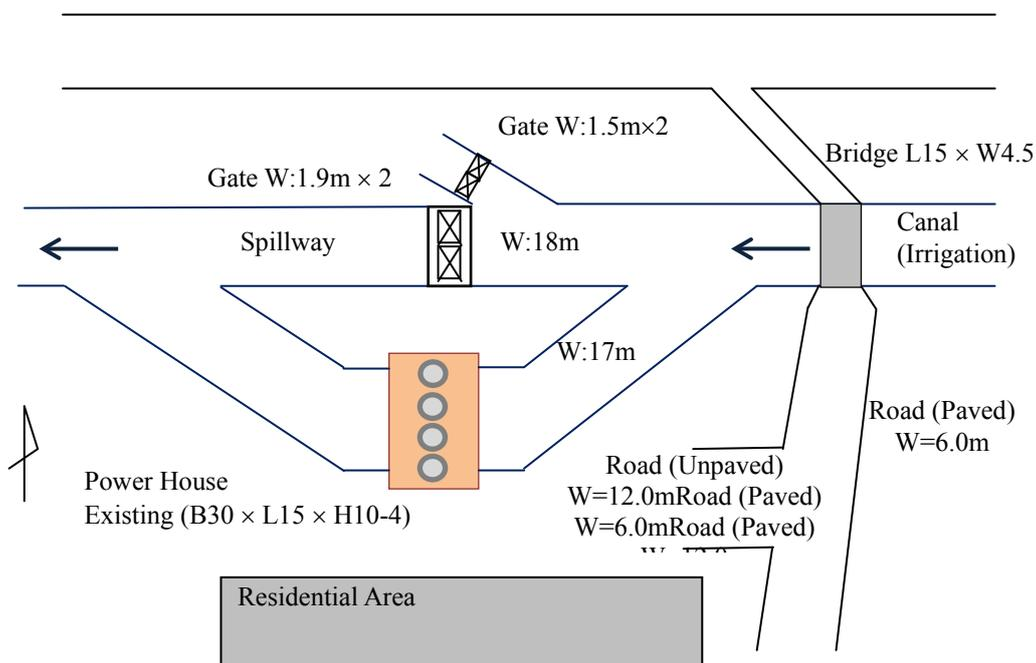 Gate W:1.5m×2
Bridge L15 × W4.5
Gate W:1.9m × 2
Canal
(Irrigation)
Spillway
W:18m
W:17m
Road (Paved)
W=6.0m
Road (Unpaved)
W=12.0mRoad (Paved)
W=6.0mRoad (Paved)
Power House
Existing (B30 × L15 × H10-4)
Residential Area